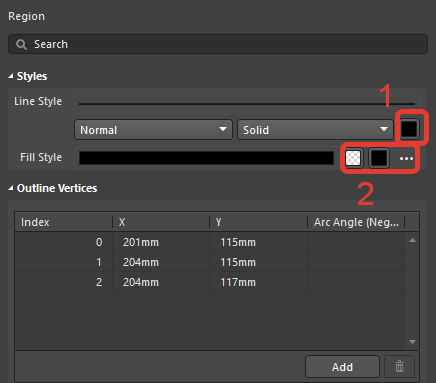 Region
Search
Styles
1
Line Style
Normal Solid
Fill Style ...
2
Outline Vertices
Index X Y Arc Angle (Neg...
0 201mm 115mm
1 204mm 115mm
2 204mm 117mm
Add